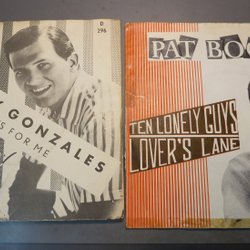 D
296
Y GONZALES
S FOR ME
PAT BOO
TEN LONELY GUYS
LOVER'S LANE